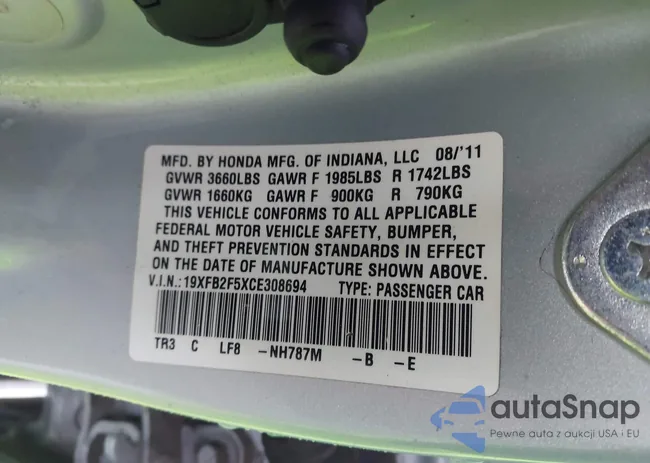 MFD. BY HONDA MFG. OF INDIANA, LLC 08/'11
GVWR 3660LBS GAWR F 1985LBS R 1742LBS
GVWR 1660KG GAWR F 900KG R 790KG
THIS VEHICLE CONFORMS TO ALL APPLICABLE
FEDERAL MOTOR VEHICLE SAFETY, BUMPER,
AND THEFT PREVENTION STANDARDS IN EFFECT
ON THE DATE OF MANUFACTURE SHOWN ABOVE.
V.I.N.: 19XFB2F5XCE308694 TYPE: PASSENGER CAR
TR3 C LF8 -NH787M -B -E
autaSnap
Pewne auta z aukcji USA i EU